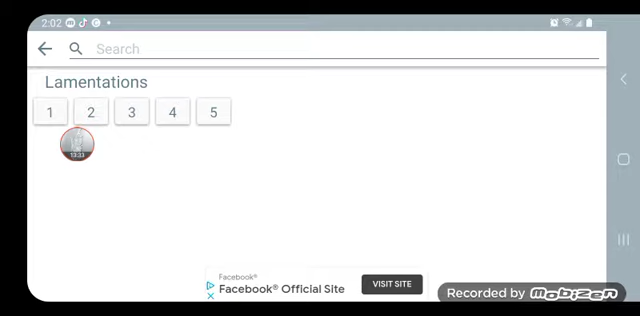 2:02
Search
Lamentations
1 2 3 4 5
13:33
Facebook®
Facebook® Official Site
VISIT SITE
Recorded by MOBIZEN